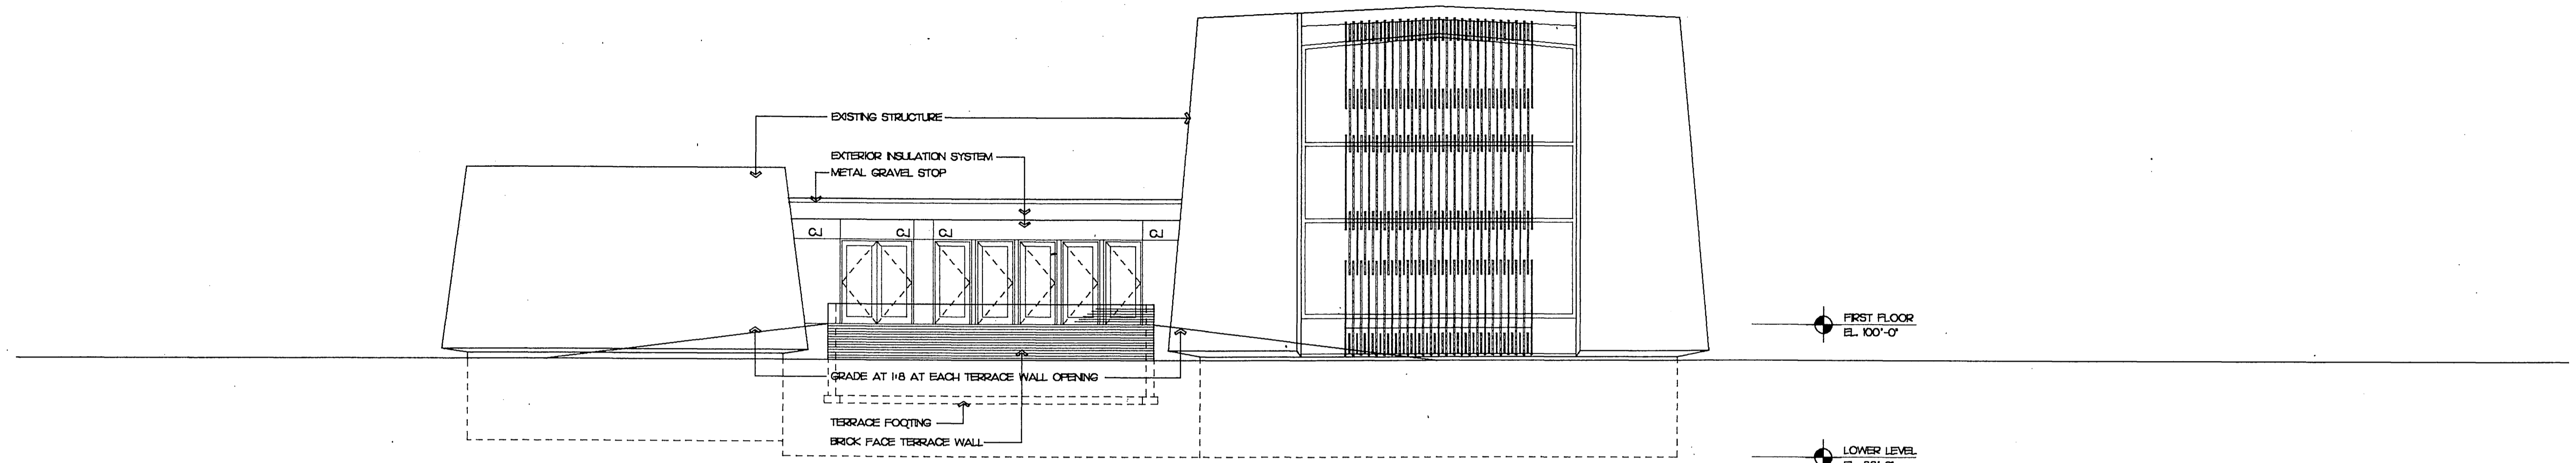 EXISTING STRUCTURE
EXTERIOR INSULATION SYSTEM
METAL GRAVEL STOP
CJ CJ CJ CJ
FIRST FLOOR
EL. 100'-0"
GRADE AT 1:8 AT EACH TERRACE WALL OPENING
TERRACE FOOTING
BRICK FACE TERRACE WALL
LOWER LEVEL